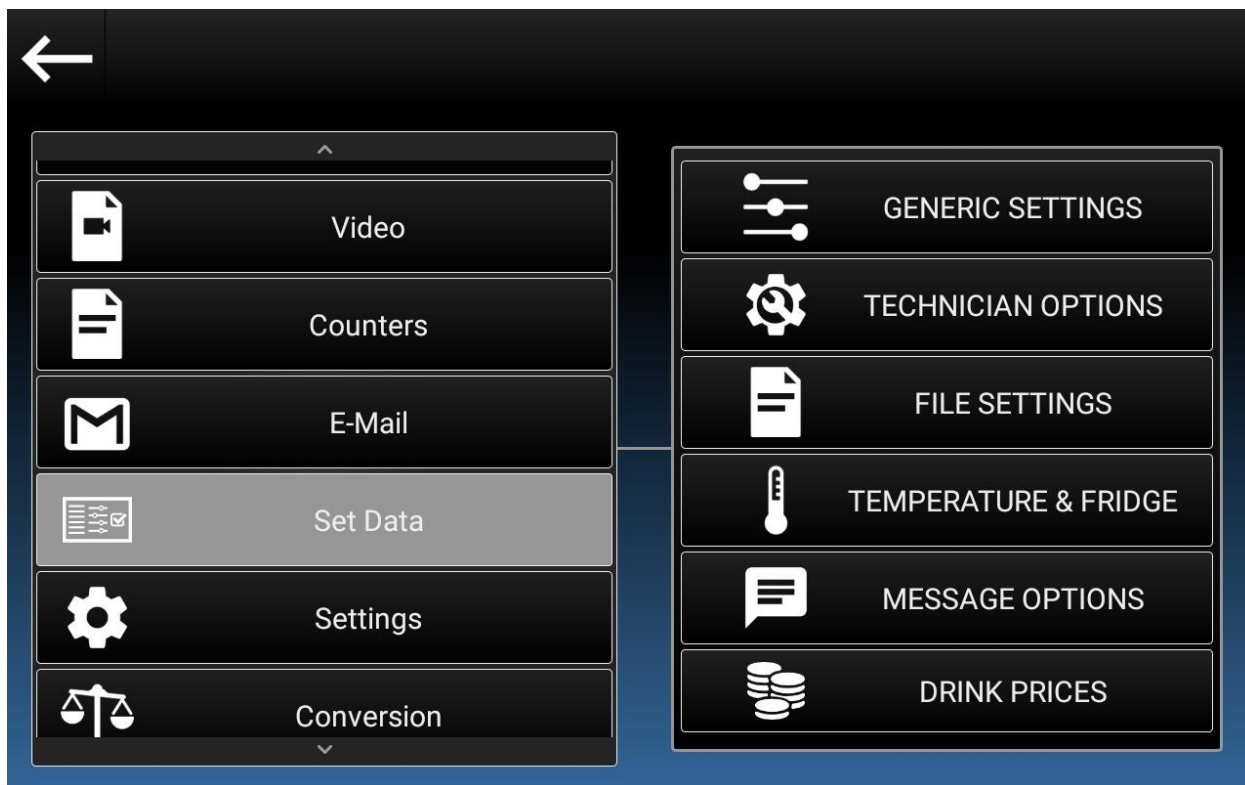 Video
Counters
E-Mail
Set Data
Settings
Conversion
GENERIC SETTINGS
TECHNICIAN OPTIONS
FILE SETTINGS
TEMPERATURE & FRIDGE
MESSAGE OPTIONS
DRINK PRICES